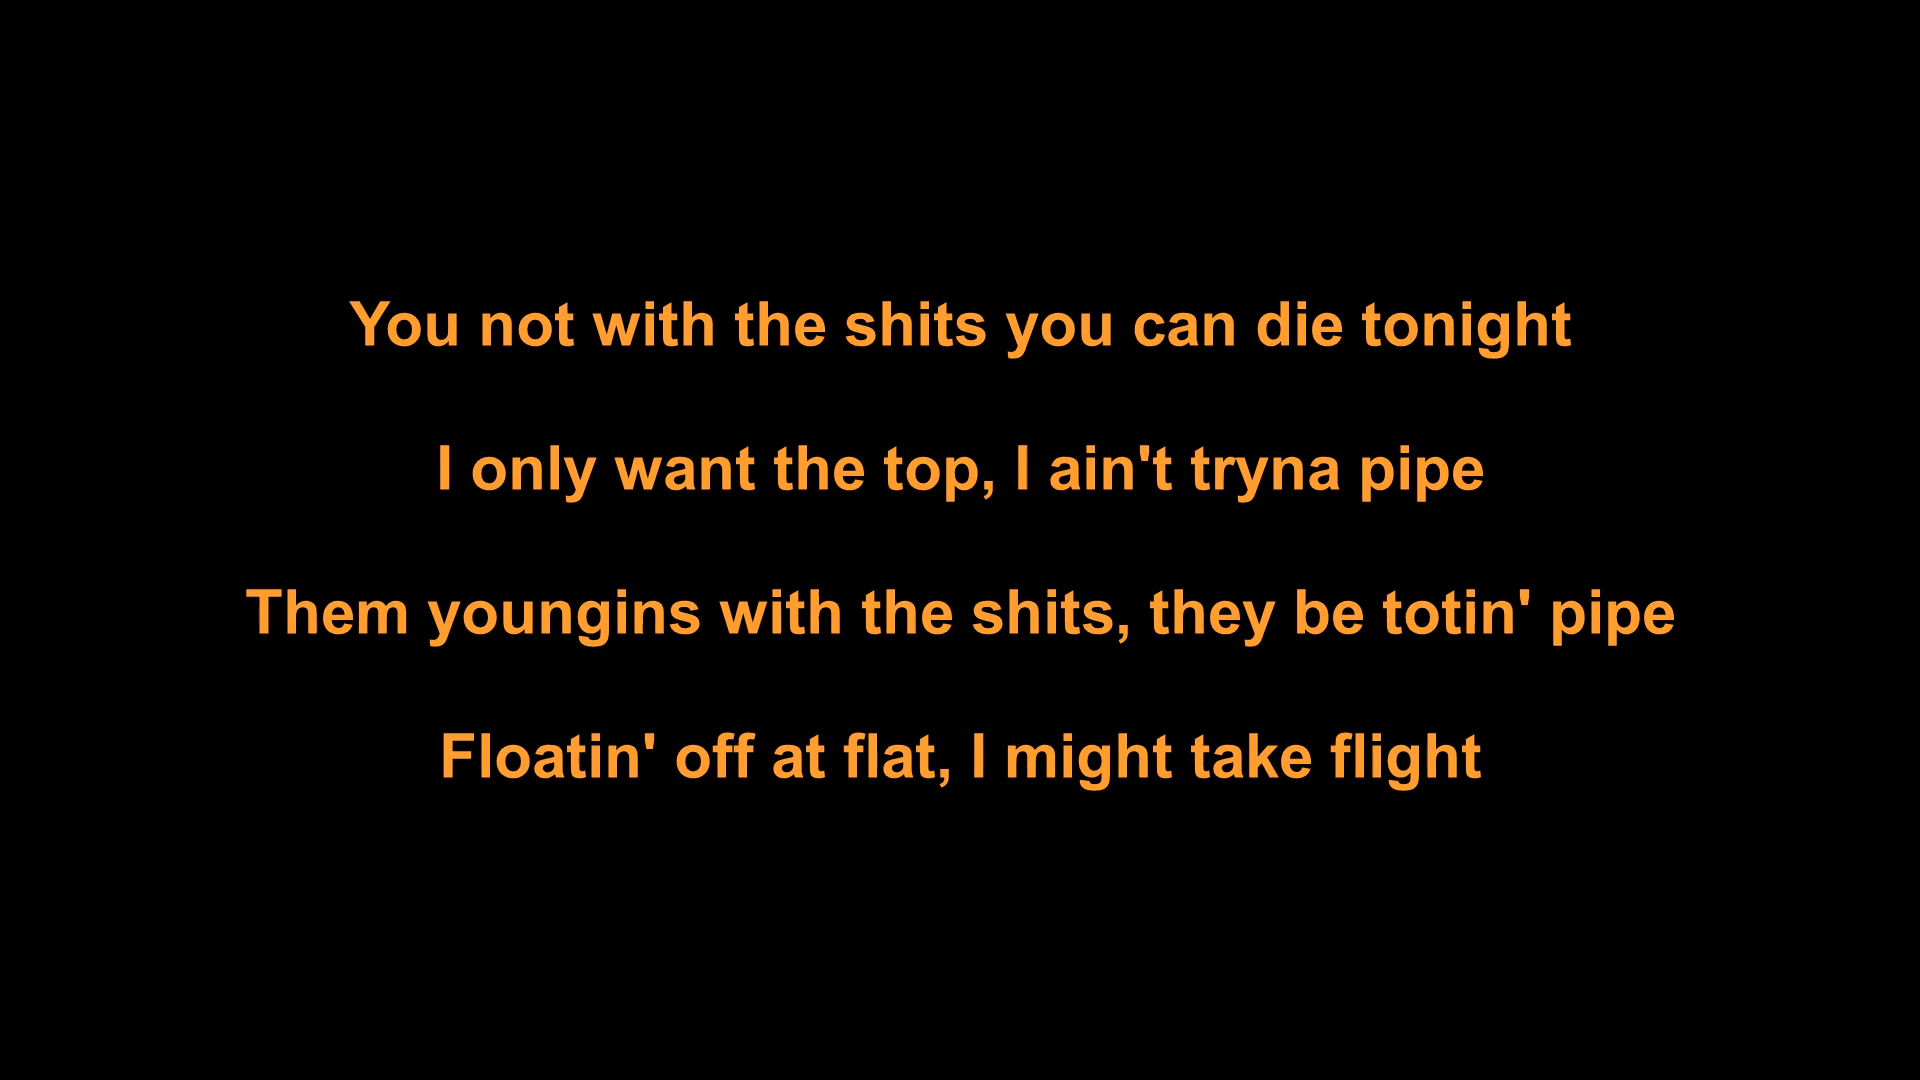 You not with the shits you can die tonight
I only want the top, I ain't tryna pipe
Them youngins with the shits, they be totin' pipe
Floatin' off at flat, I might take flight